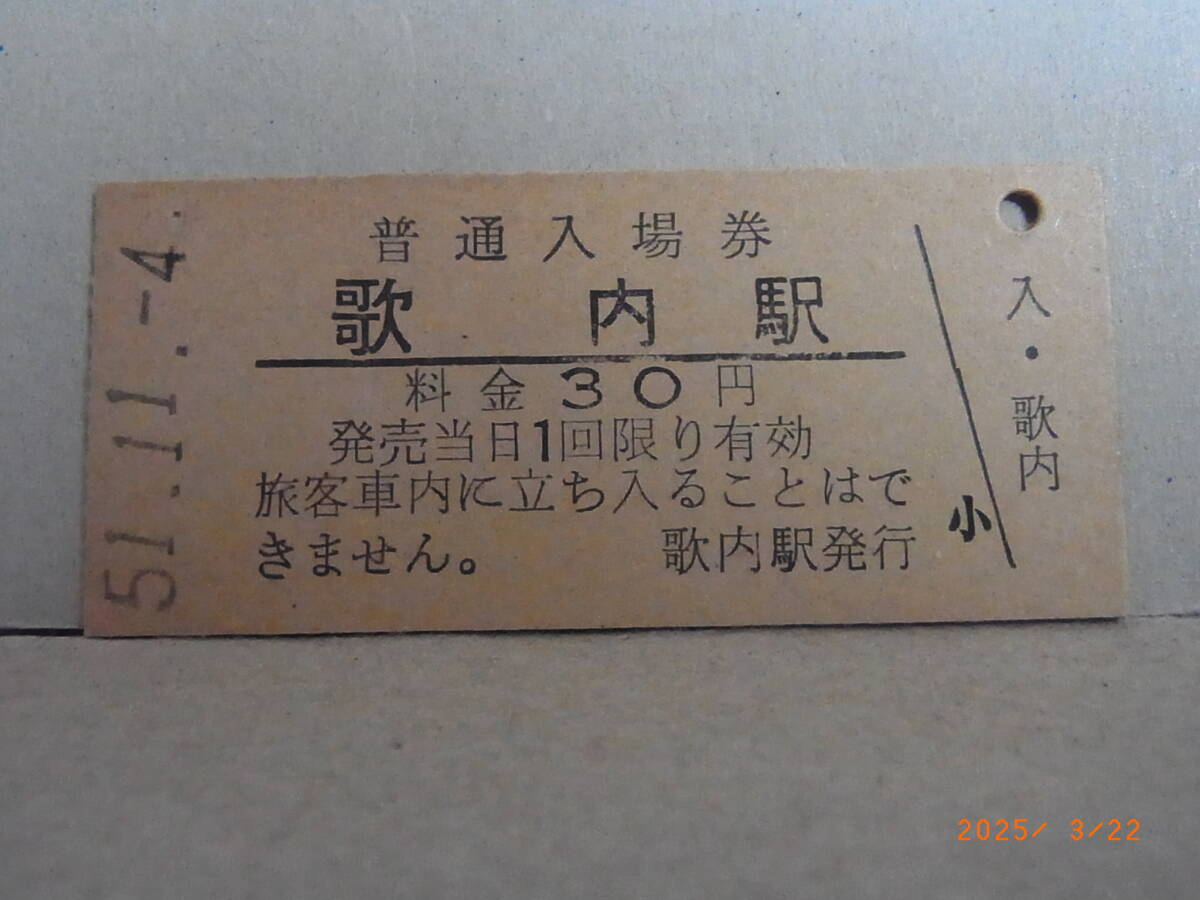 51.11.-4.
普通入場券
歌内駅
料金30円
発売当日1回限り有効
旅客車内に立ち入ることはで
きません。 歌内駅発行
小
入・歌内
2025/ 3/22